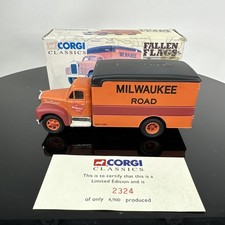 CORGI
CLASSICS
FALLEN
FLAGS
MILWAUKEE
ROAD
CORGI
CLASSICS
This is to certify that this is a
Limited Edition and is
2324
of only 4,900 produced